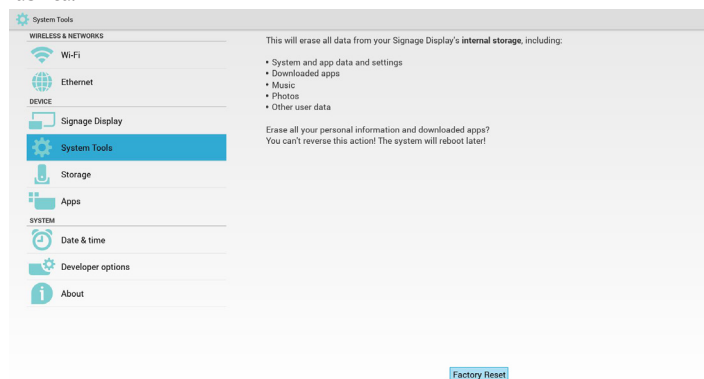 System Tools
WIRELESS & NETWORKS
Wi-Fi
Ethernet
DEVICE
Signage Display
System Tools
Storage
Apps
SYSTEM
Date & time
Developer options
About
This will erase all data from your Signage Display's internal storage, including:
• System and app data and settings
• Downloaded apps
• Music
• Photos
• Other user data
Erase all your personal information and downloaded apps?
You can't reverse this action! The system will reboot later!
Factory Reset